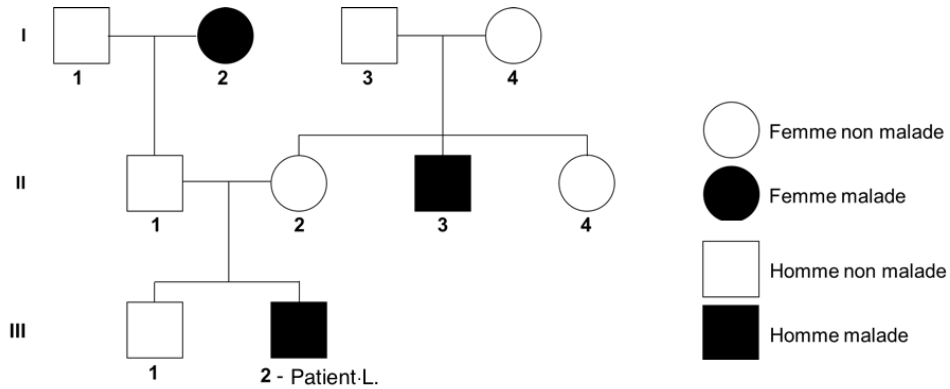 I
1
2
3
4
II
1
2
3
4
III
1
2 - Patient·L.
Femme non malade
Femme malade
Homme non malade
Homme malade